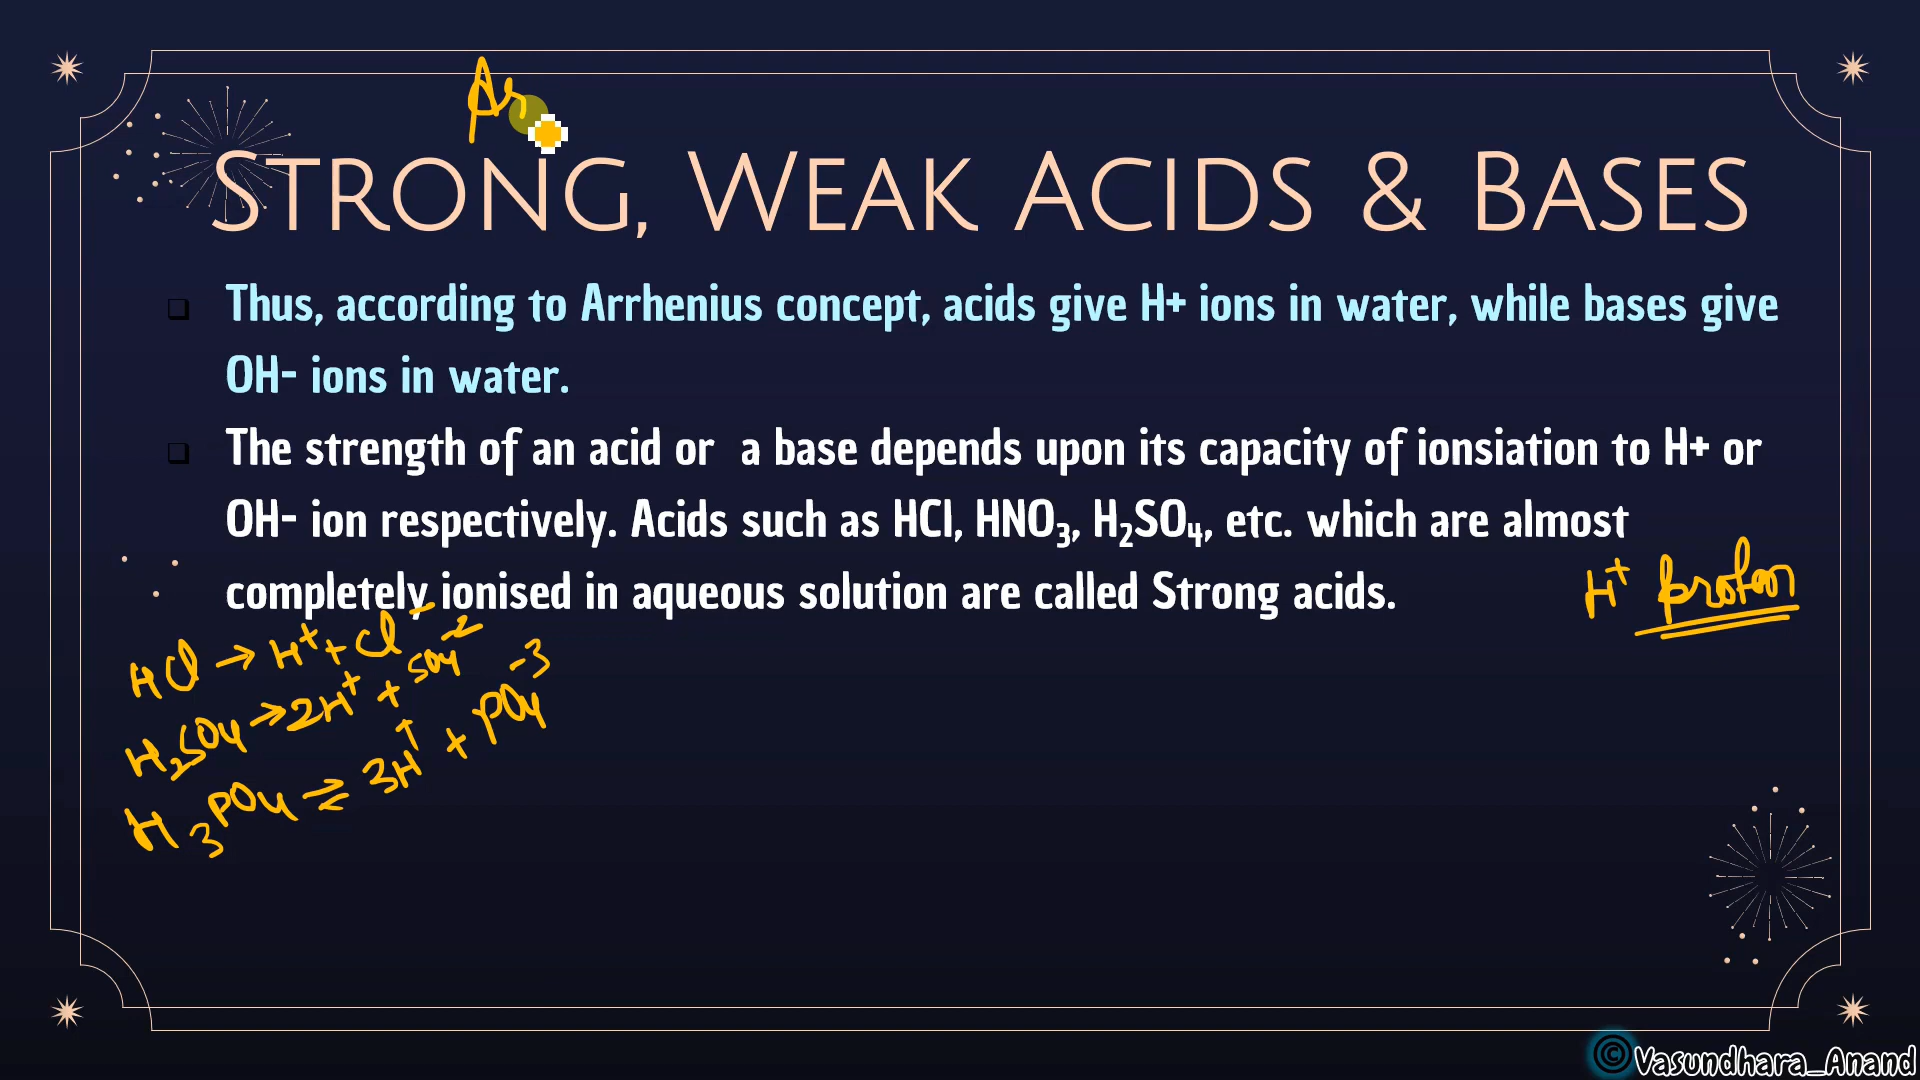 Ar
STRONG, WEAK ACIDS & BASES
Thus, according to Arrhenius concept, acids give H+ ions in water, while bases give
OH- ions in water.
The strength of an acid or a base depends upon its capacity of ionsiation to H+ or
OH- ion respectively. Acids such as HCl, HNO₃, H₂SO₄, etc. which are almost
completely ionised in aqueous solution are called Strong acids.
H⁺ proton
HCl → H⁺ + Cl⁻
H₂SO₄ → 2H⁺ + SO₄⁻²
H₃PO₄ ⇌ 3H⁺ + PO₄⁻³
© Vasundhara_Anand